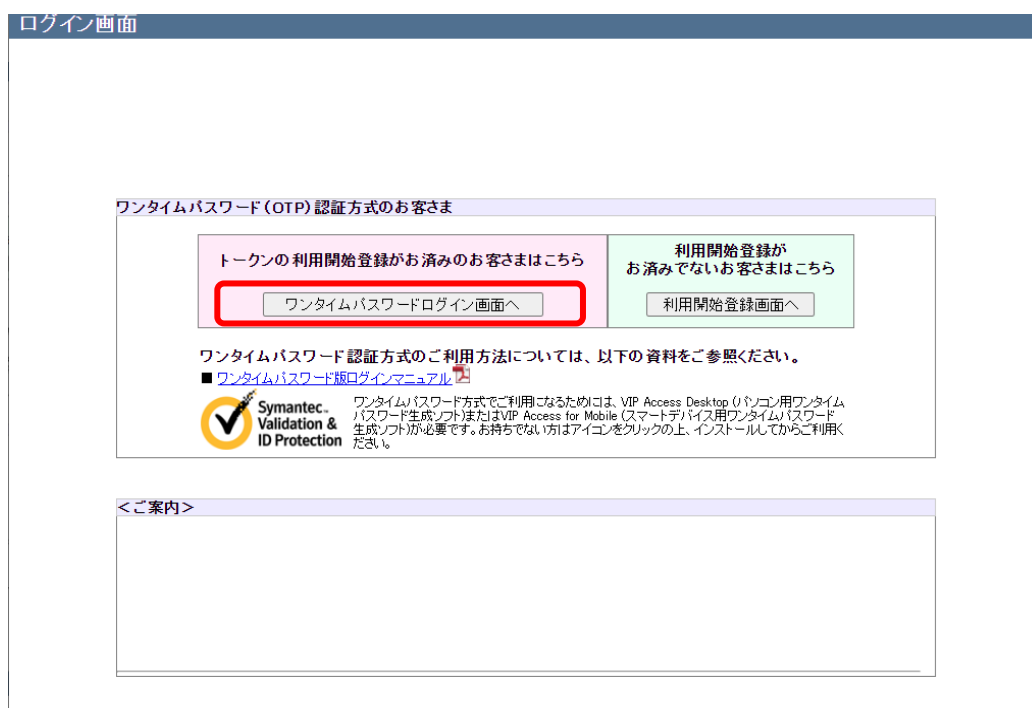 ログイン画面
ワンタイムパスワード(OTP)認証方式のお客さま
トークンの利用開始登録がお済みのお客さまはこちら
ワンタイムパスワードログイン画面へ
利用開始登録が
お済みでないお客さまはこちら
利用開始登録画面へ
ワンタイムパスワード認証方式のご利用方法については、以下の資料をご参照ください。
■ ワンタイムパスワード版ログインマニュアル
Symantec™
Validation &
ID Protection
ワンタイムパスワード方式でご利用になるためには、VIP Access Desktop (パソコン用ワンタイム
パスワード生成ソフト)またはVIP Access for Mobile (スマートデバイス用ワンタイムパスワード
生成ソフト)が必要です。お持ちでない方はアイコンをクリックの上、インストールしてからご利用く
ださい。
<ご案内>